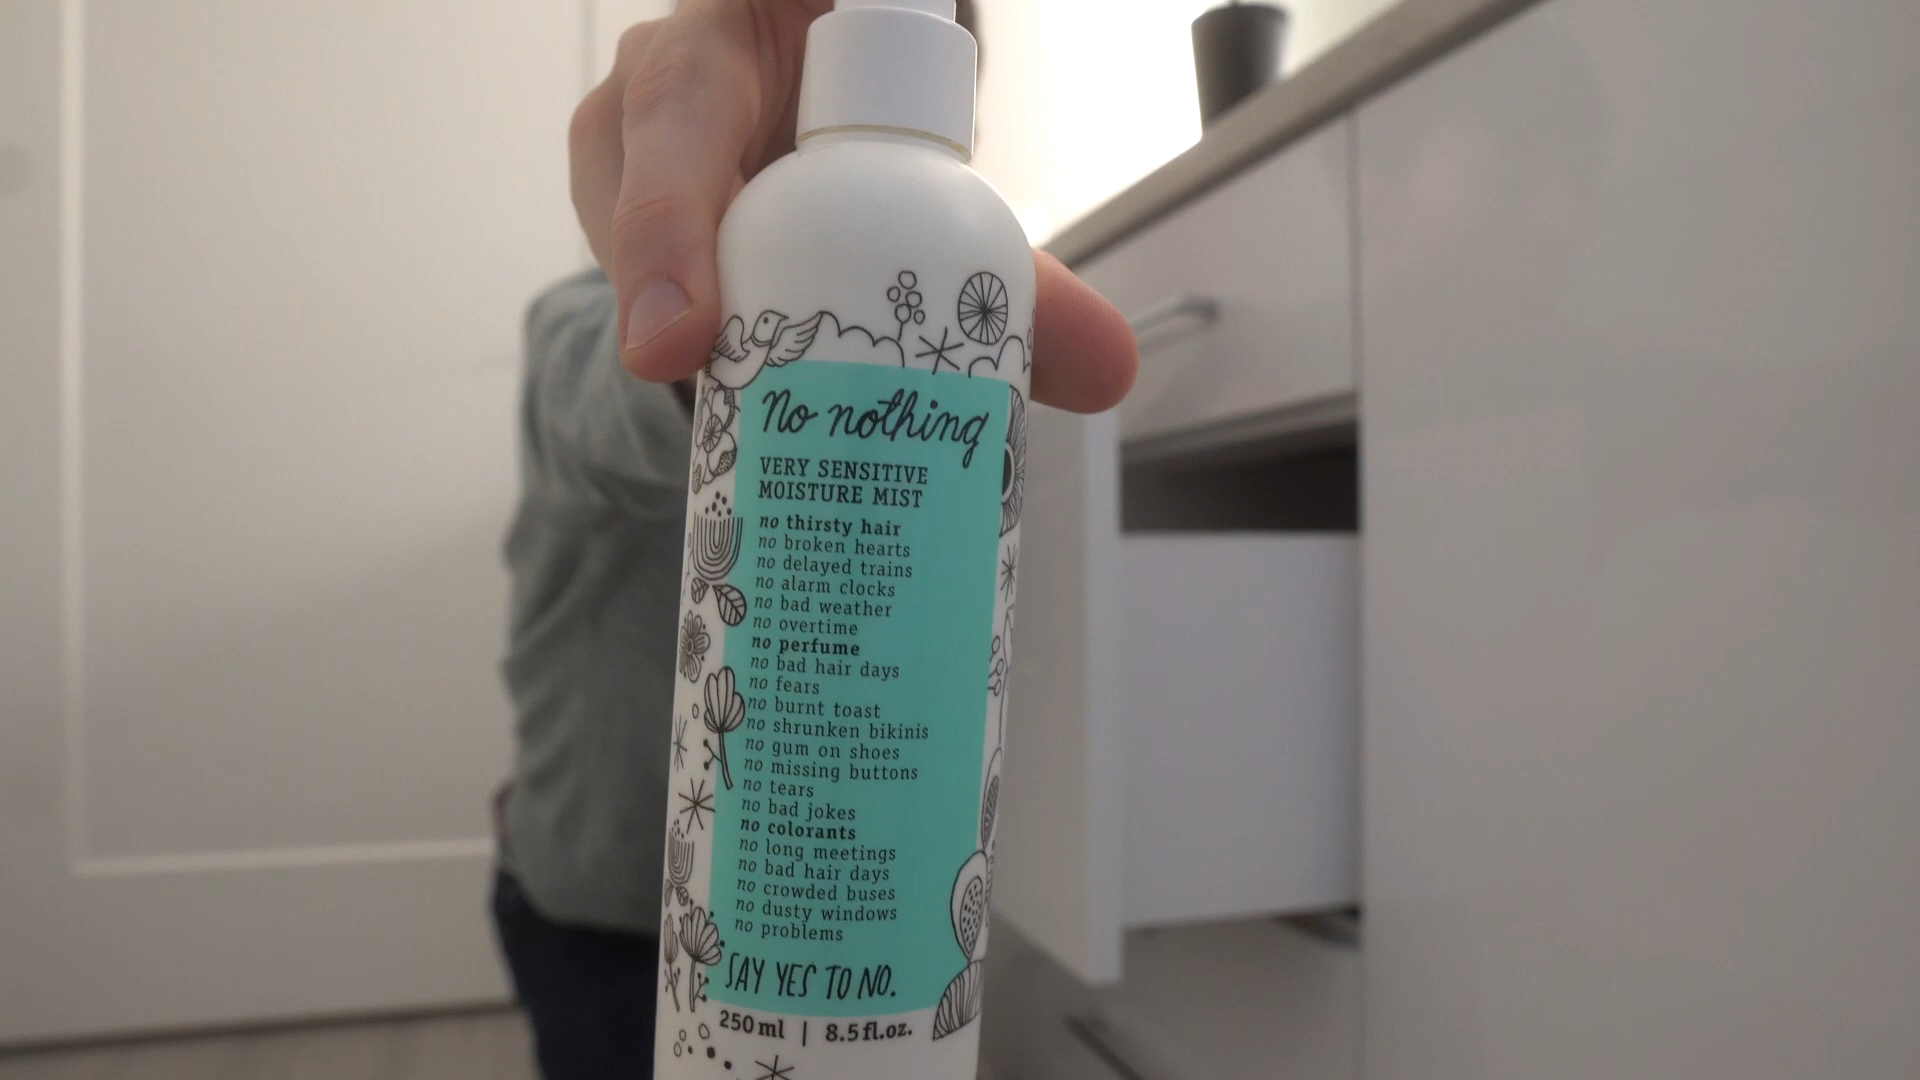 No nothing
VERY SENSITIVE
MOISTURE MIST
no thirsty hair
no broken hearts
no delayed trains
no alarm clocks
no bad weather
no overtime
no perfume
no bad hair days
no fears
no burnt toast
no shrunken bikinis
no gum on shoes
no missing buttons
no tears
no bad jokes
no colorants
no long meetings
no bad hair days
no crowded buses
no dusty windows
no problems
SAY YES TO NO.
250 ml | 8.5 fl.oz.